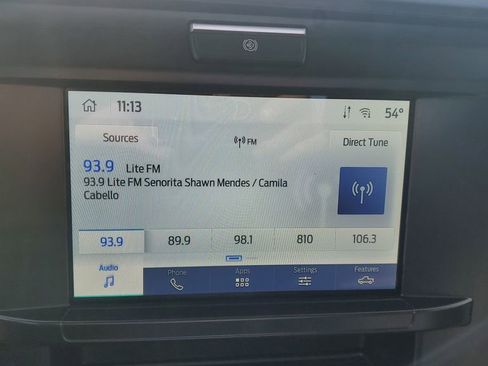 11:13
54°
Sources
FM
Direct Tune
93.9 Lite FM
93.9 Lite FM Senorita Shawn Mendes / Camila
Cabello
93.9 89.9 98.1 810 106.3
Audio Phone Apps Settings Features